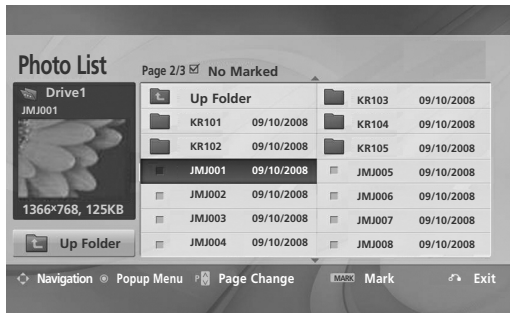 Photo List
Page 2/3 No Marked
Drive1
JMJ001
1366x768, 125KB
Up Folder
Up Folder
KR101 09/10/2008
KR102 09/10/2008
JMJ001 09/10/2008
JMJ002 09/10/2008
JMJ003 09/10/2008
JMJ004 09/10/2008
KR103 09/10/2008
KR104 09/10/2008
KR105 09/10/2008
JMJ005 09/10/2008
JMJ006 09/10/2008
JMJ007 09/10/2008
JMJ008 09/10/2008
Navigation Popup Menu P Page Change MARK Mark Exit